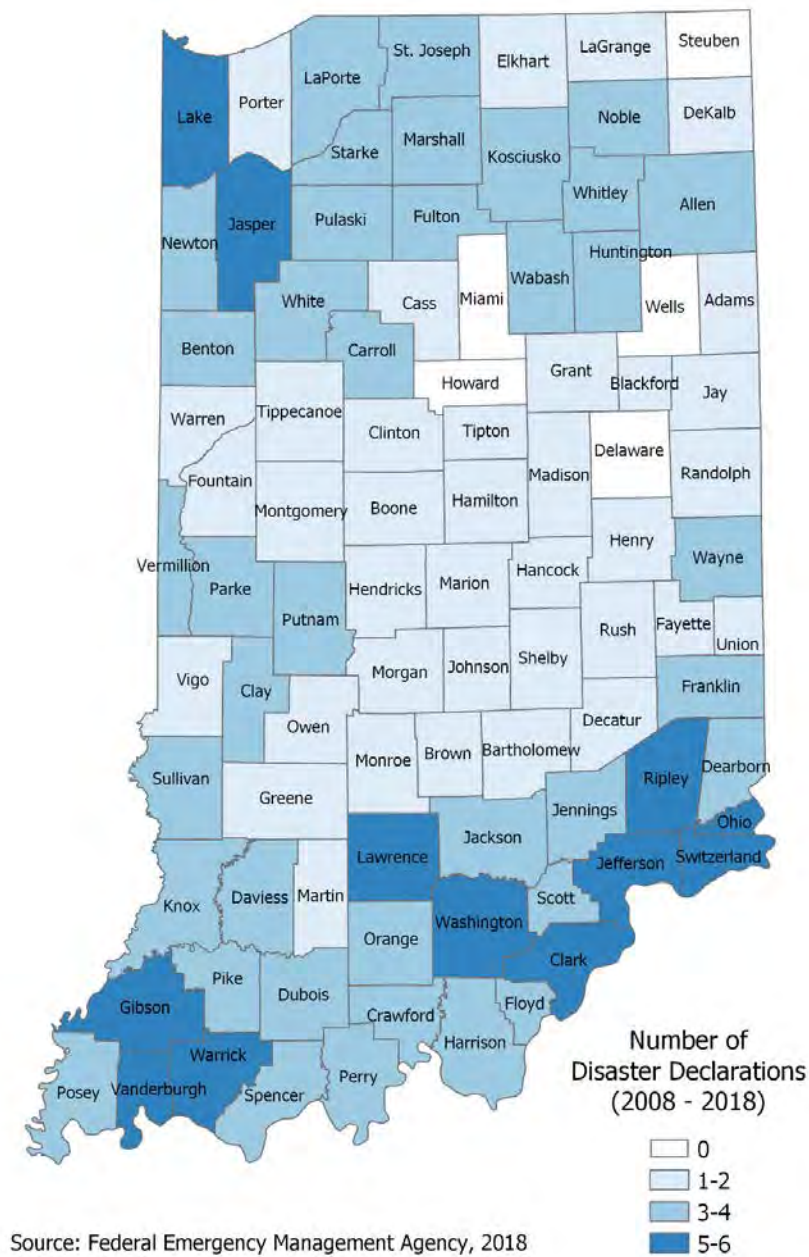 Steuben
LaGrange
St. Joseph
Elkhart
LaPorte
Porter
Lake
DeKalb
Noble
Marshall
Starke
Kosciusko
Whitley
Allen
Jasper
Pulaski
Fulton
Newton
Huntington
Wabash
White
Cass
Miami
Wells
Adams
Benton
Carroll
Howard
Grant
Blackford
Jay
Warren
Tippecanoe
Clinton
Tipton
Delaware
Fountain
Madison
Randolph
Montgomery
Boone
Hamilton
Henry
Wayne
Vermillion
Parke
Hendricks
Marion
Hancock
Putnam
Rush
Fayette
Union
Vigo
Morgan
Johnson
Shelby
Clay
Franklin
Owen
Decatur
Monroe
Brown
Bartholomew
Sullivan
Ripley
Dearborn
Greene
Jackson
Jennings
Ohio
Lawrence
Jefferson
Switzerland
Knox
Daviess
Martin
Scott
Washington
Orange
Clark
Pike
Dubois
Gibson
Floyd
Crawford
Harrison
Warrick
Perry
Posey
Vanderburgh
Spencer
Number of
Disaster Declarations
(2008 - 2018)
0
1-2
3-4
5-6
Source: Federal Emergency Management Agency, 2018